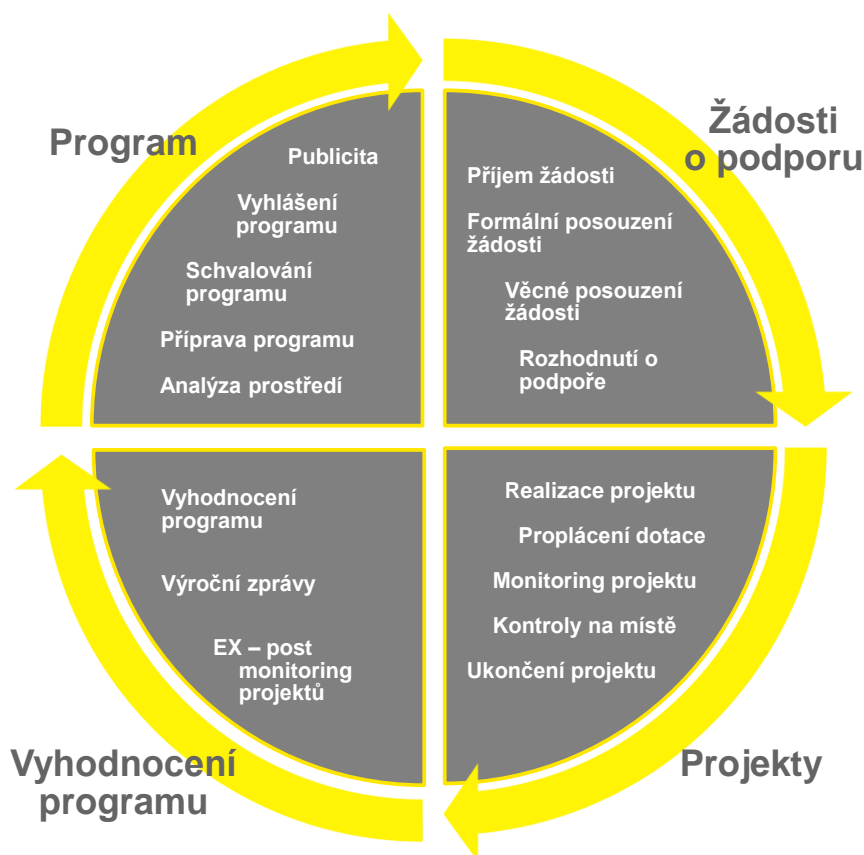 Program
Publicita
Vyhlášení
programu
Schvalování
programu
Příprava programu
Analýza prostředí
Žádosti
o podporu
Příjem žádosti
Formální posouzení
žádosti
Věcné posouzení
žádosti
Rozhodnutí o
podpoře
Realizace projektu
Proplácení dotace
Monitoring projektu
Kontroly na místě
Ukončení projektu
Projekty
Vyhodnocení
programu
Výroční zprávy
EX – post
monitoring
projektů
Vyhodnocení
programu